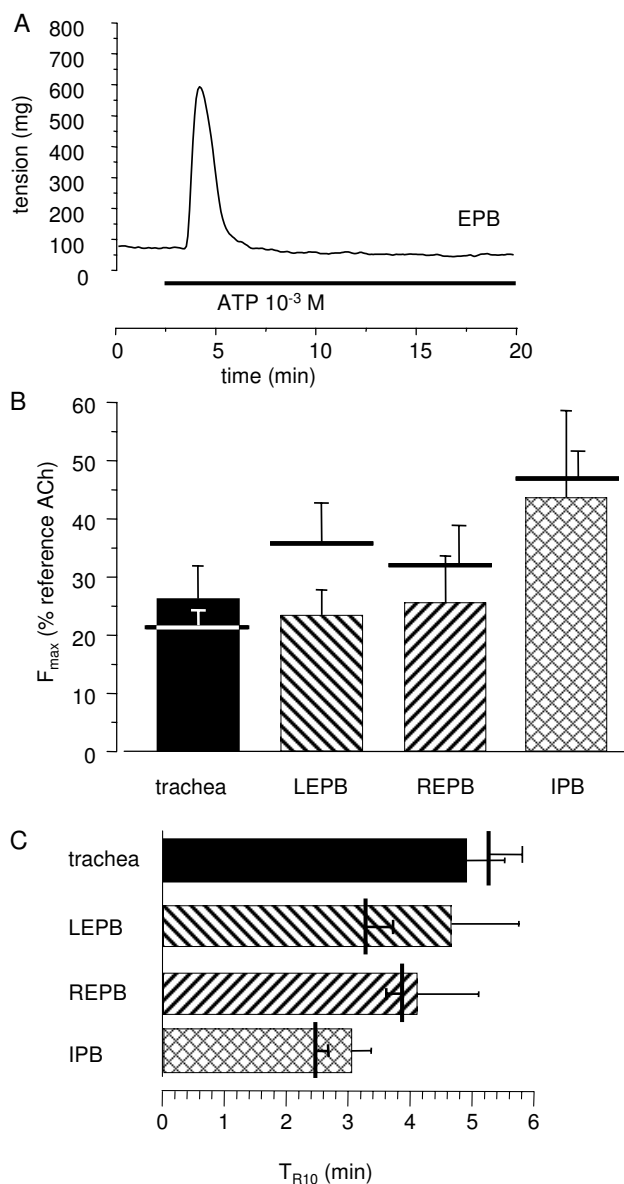 A
tension (mg)
800
700
600
500
400
300
200
100
0
EPB
ATP 10⁻³ M
0 5 10 15 20
time (min)
B
F_max (% reference ACh)
60
50
40
30
20
10
0
trachea LEPB REPB IPB
C
trachea
LEPB
REPB
IPB
0 1 2 3 4 5 6
T_R10 (min)